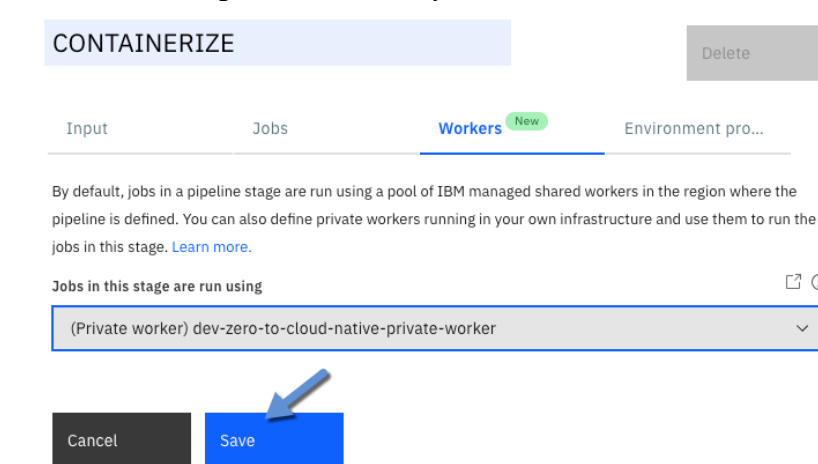 CONTAINERIZE
Delete
Input
Jobs
Workers
New
Environment pro...
By default, jobs in a pipeline stage are run using a pool of IBM managed shared workers in the region where the
pipeline is defined. You can also define private workers running in your own infrastructure and use them to run the
jobs in this stage. Learn more.
Jobs in this stage are run using
(Private worker) dev-zero-to-cloud-native-private-worker
Cancel
Save